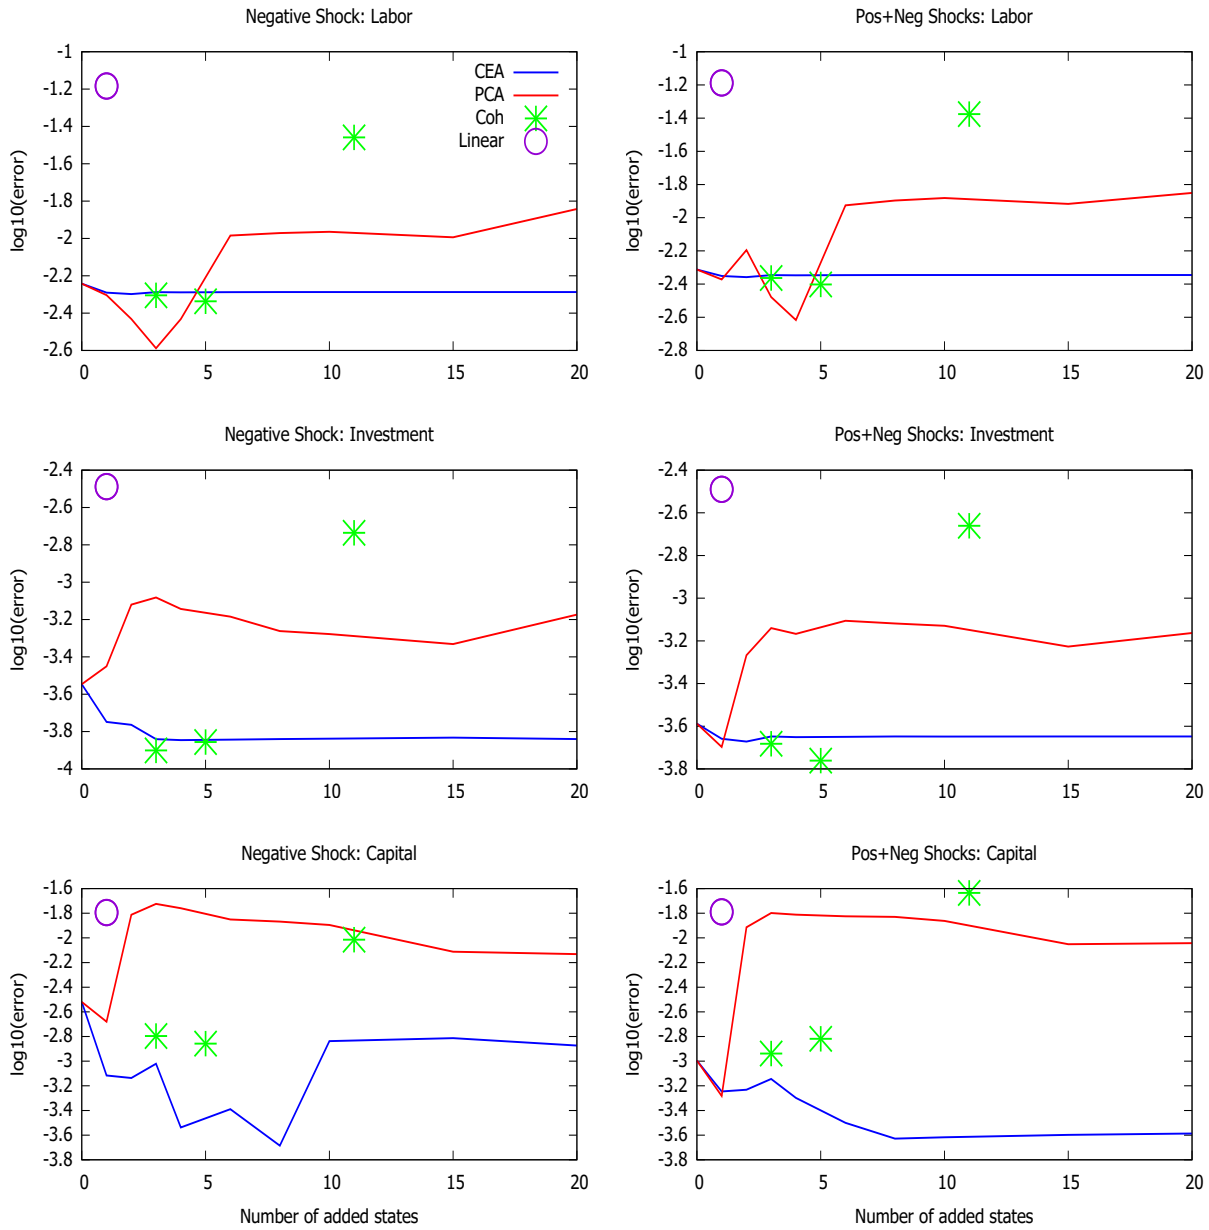 Negative Shock: Labor
-1
-1.2
-1.4
-1.6
-1.8
-2
-2.2
-2.4
-2.6
log10(error)
0 5 10 15 20
CEA
PCA
Coh
Linear
Pos+Neg Shocks: Labor
-1
-1.2
-1.4
-1.6
-1.8
-2
-2.2
-2.4
-2.6
-2.8
log10(error)
0 5 10 15 20
Negative Shock: Investment
-2.4
-2.6
-2.8
-3
-3.2
-3.4
-3.6
-3.8
-4
log10(error)
0 5 10 15 20
Pos+Neg Shocks: Investment
-2.4
-2.6
-2.8
-3
-3.2
-3.4
-3.6
-3.8
log10(error)
0 5 10 15 20
Negative Shock: Capital
-1.6
-1.8
-2
-2.2
-2.4
-2.6
-2.8
-3
-3.2
-3.4
-3.6
-3.8
log10(error)
0 5 10 15 20
Number of added states
Pos+Neg Shocks: Capital
-1.6
-1.8
-2
-2.2
-2.4
-2.6
-2.8
-3
-3.2
-3.4
-3.6
-3.8
log10(error)
0 5 10 15 20
Number of added states